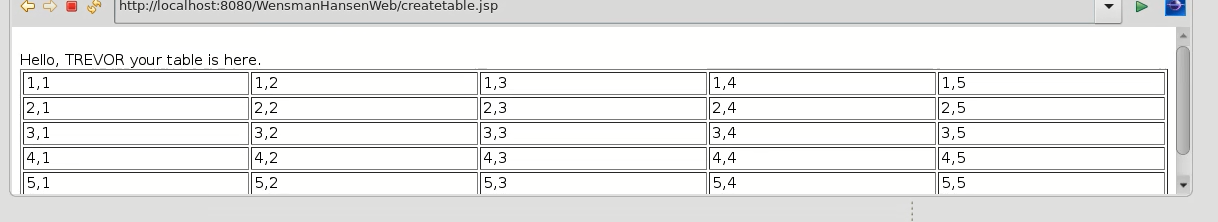 http://localhost:8080/WensmanHansenWeb/createtable.jsp
Hello, TREVOR your table is here.
1,1 1,2 1,3 1,4 1,5
2,1 2,2 2,3 2,4 2,5
3,1 3,2 3,3 3,4 3,5
4,1 4,2 4,3 4,4 4,5
5,1 5,2 5,3 5,4 5,5